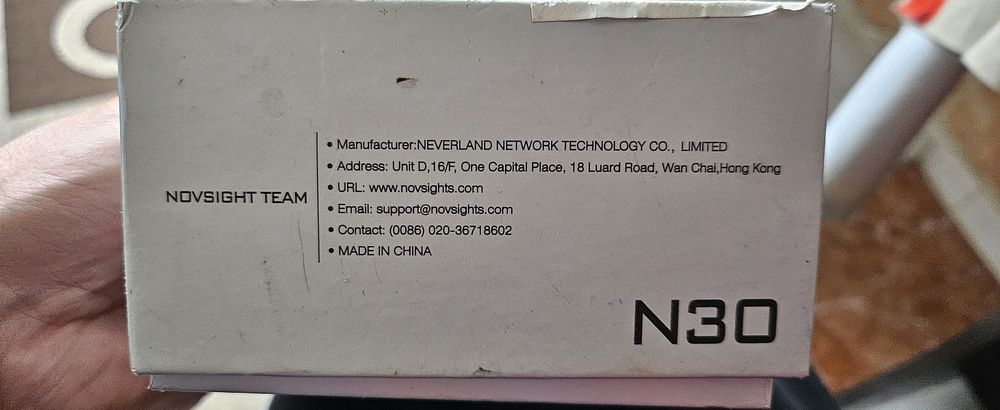 NOVSIGHT TEAM
• Manufacturer:NEVERLAND NETWORK TECHNOLOGY CO., LIMITED
• Address: Unit D,16/F, One Capital Place, 18 Luard Road, Wan Chai,Hong Kong
• URL: www.novsights.com
• Email: support@novsights.com
• Contact: (0086) 020-36718602
• MADE IN CHINA
N30